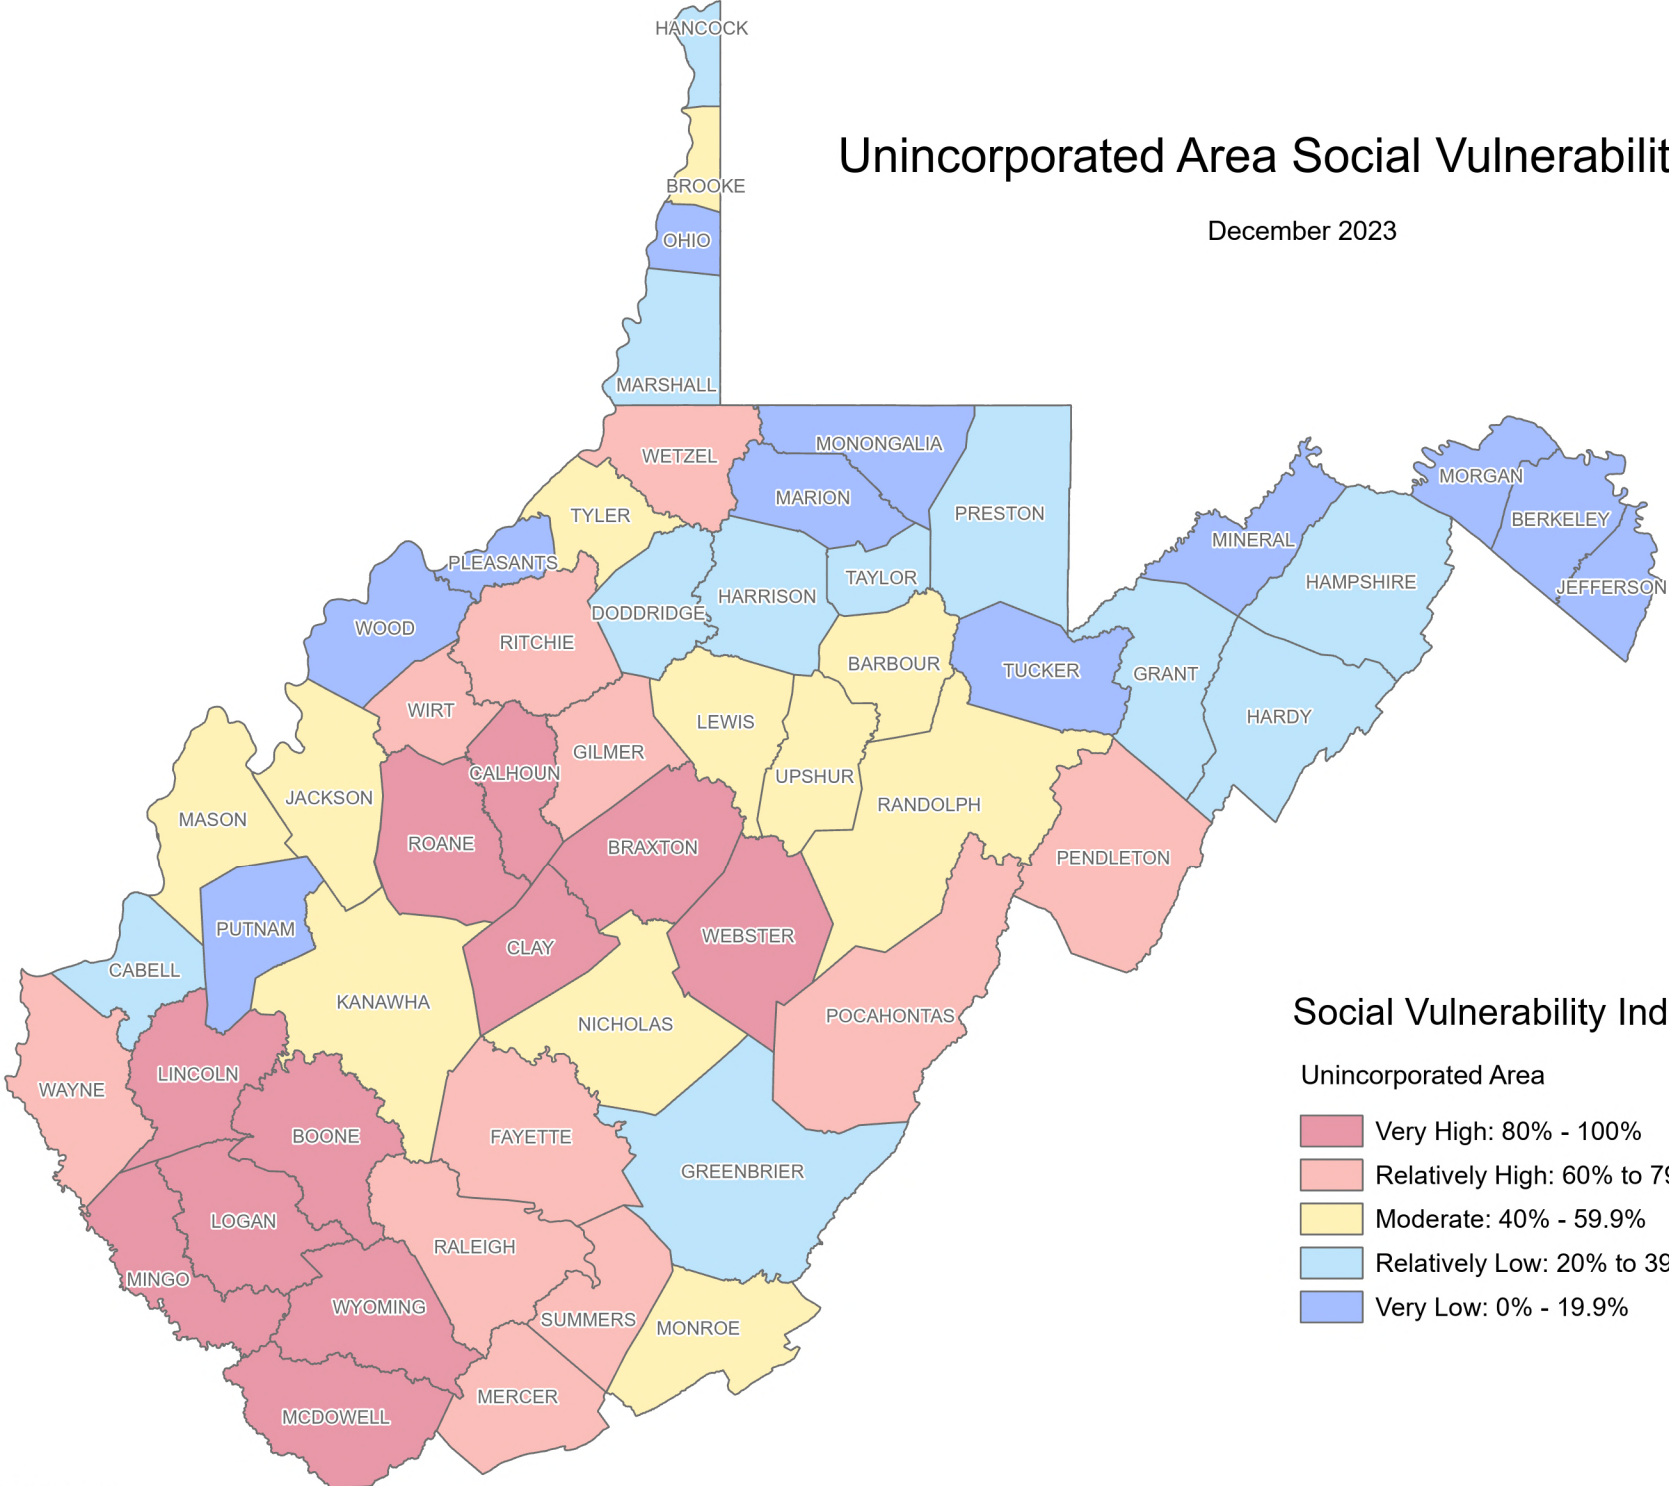 HANCOCK
Unincorporated Area Social Vulnerabilit
BROOKE
December 2023
OHIO
MARSHALL
WETZEL
MONONGALIA
MARION
MORGAN
TYLER
PRESTON
BERKELEY
MINERAL
PLEASANTS
TAYLOR
HAMPSHIRE
JEFFERSON
HARRISON
DODDRIDGE
WOOD
RITCHIE
BARBOUR
TUCKER
GRANT
WIRT
LEWIS
HARDY
GILMER
CALHOUN
UPSHUR
JACKSON
RANDOLPH
MASON
ROANE
BRAXTON
PENDLETON
PUTNAM
WEBSTER
CLAY
CABELL
KANAWHA
POCAHONTAS
NICHOLAS
Social Vulnerability Ind
LINCOLN
Unincorporated Area
WAYNE
BOONE
FAYETTE
Very High: 80% - 100%
GREENBRIER
Relatively High: 60% to 79
LOGAN
Moderate: 40% - 59.9%
RALEIGH
Relatively Low: 20% to 39
MINGO
WYOMING
Very Low: 0% - 19.9%
SUMMERS
MONROE
MERCER
MCDOWELL